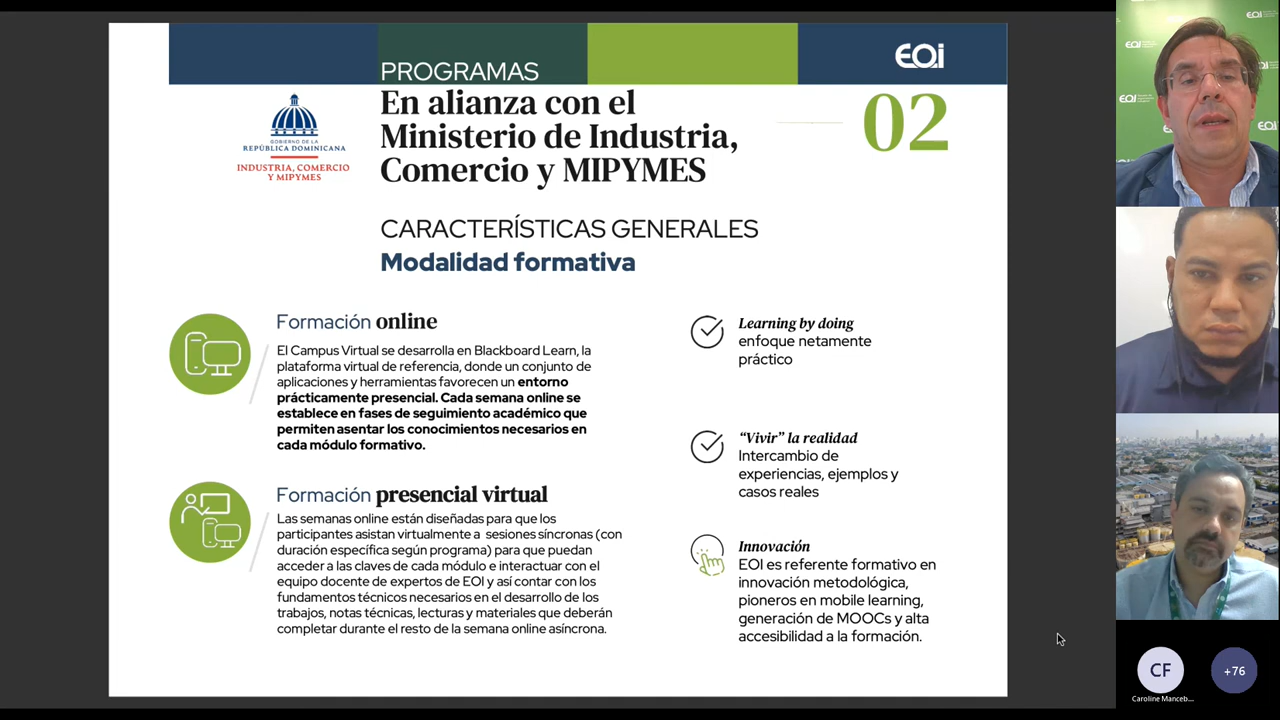 PROGRAMAS
EOI
En alianza con el
Ministerio de Industria,
Comercio y MIPYMES
02
GOBIERNO DE LA
REPÚBLICA DOMINICANA
INDUSTRIA, COMERCIO
Y MIPYMES
CARACTERÍSTICAS GENERALES
Modalidad formativa
Formación online
El Campus Virtual se desarrolla en Blackboard Learn, la
plataforma virtual de referencia, donde un conjunto de
aplicaciones y herramientas favorecen un entorno
prácticamente presencial. Cada semana online se
establece en fases de seguimiento académico que
permiten asentar los conocimientos necesarios en
cada módulo formativo.
Formación presencial virtual
Las semanas online están diseñadas para que los
participantes asistan virtualmente a sesiones síncronas (con
duración específica según programa) para que puedan
acceder a las claves de cada módulo e interactuar con el
equipo docente de expertos de EOI y así contar con los
fundamentos técnicos necesarios en el desarrollo de los
trabajos, notas técnicas, lecturas y materiales que deberán
completar durante el resto de la semana online asíncrona.
Learning by doing
enfoque netamente
práctico
“Vivir” la realidad
Intercambio de
experiencias, ejemplos y
casos reales
Innovación
EOI es referente formativo en
innovación metodológica,
pioneros en mobile learning,
generación de MOOCs y alta
accesibilidad a la formación.
EOI
EOI
EOI
EOI
EOI
CF
+76
Caroline Manceb...